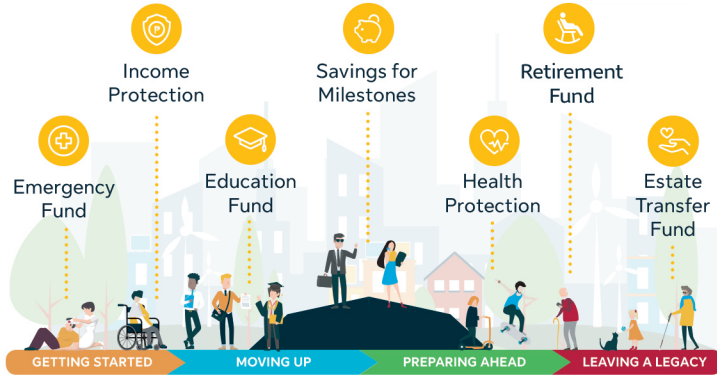 Income
Protection
Savings for
Milestones
Retirement
Fund
Emergency
Fund
Education
Fund
Health
Protection
Estate
Transfer
Fund
GETTING STARTED
MOVING UP
PREPARING AHEAD
LEAVING A LEGACY